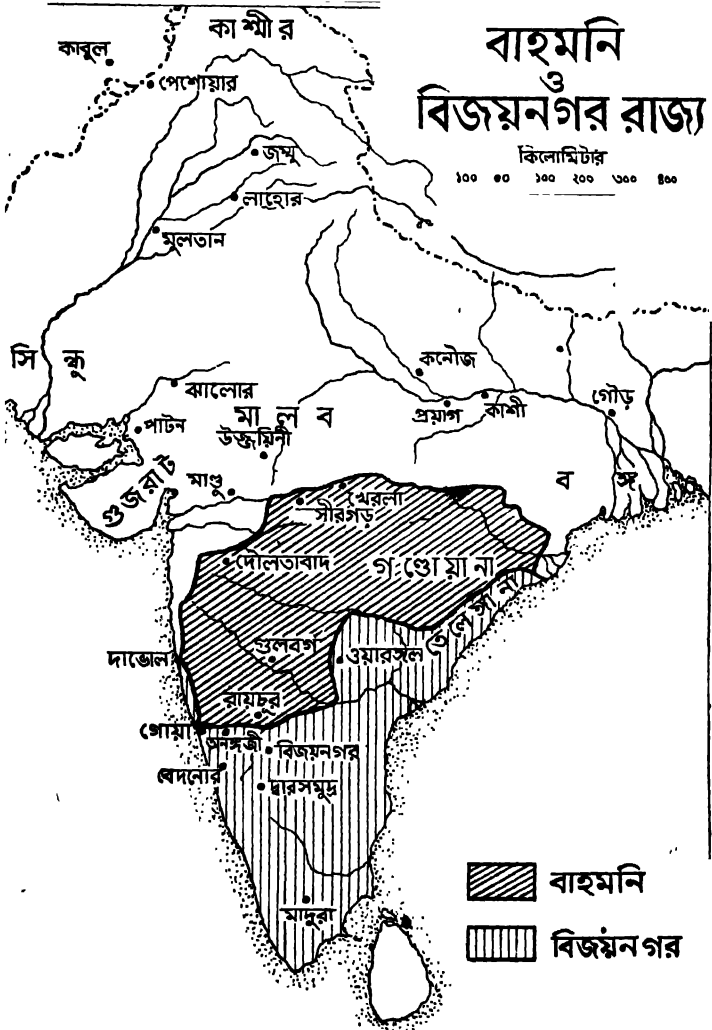 কাশ্মীর
কাবুল
পেশোয়ার
বাহমনি
ও
বিজয়নগর রাজ্য
কিলোমিটার
১০০ ৫০ ১০০ ২০০ ৩০০ ৪০০
জম্মু
লাহোর
মুলতান
সিন্ধু
কনৌজ
ঝালোর
মালব
প্রয়াগ
কাশী
গৌড়
পাটন
উজ্জয়িনী
গুজরাট
মাণ্ডু
বঙ্গ
খেরলা
সীরগড়
দৌলতাবাদ
গণ্ডোয়ানা
তেলেঙ্গানা
গুলবর্গ
ওয়ারঙ্গল
দাভোল
রায়চুর
গোয়া
বিজয়নগর
বেদনোর
দ্বারসমুদ্র
মাদুরা
বাহমনি
বিজয়নগর